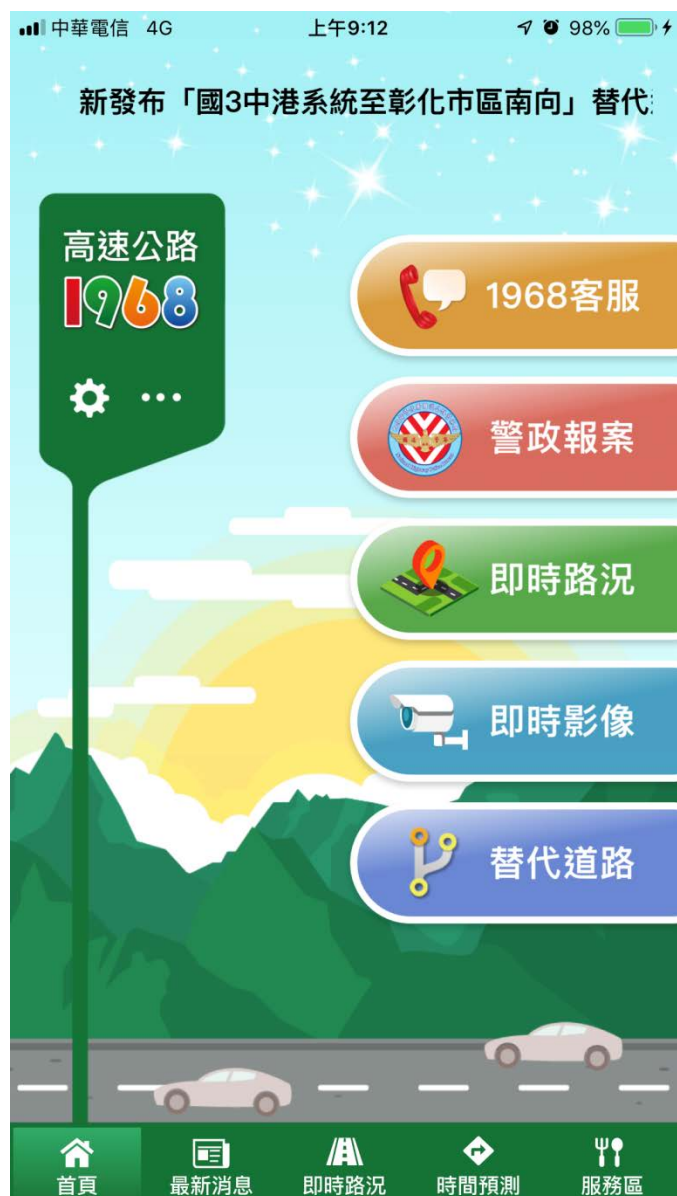 中華電信 4G 上午9:12 98%
新發布「國3中港系統至彰化市區南向」替代
高速公路
1968
1968客服
警政報案
即時路況
即時影像
替代道路
首頁 最新消息 即時路況 時間預測 服務區